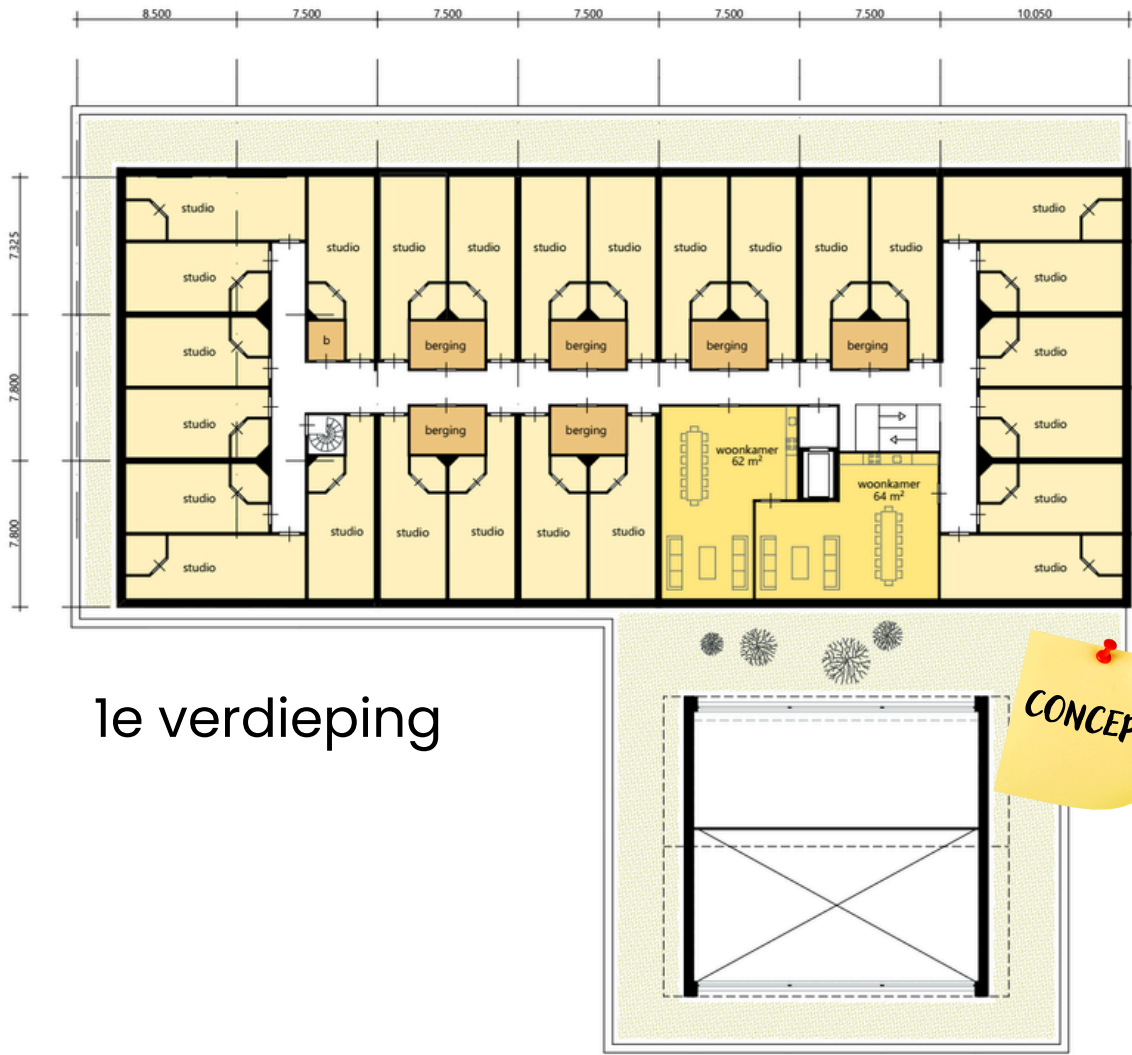 8.500 7.500 7.500 7.500 7.500 7.500 10.050
studio studio
studio studio studio studio studio studio studio studio studio
7.325
studio studio
b
berging berging berging berging
studio studio
7.800
studio studio
berging berging
woonkamer
62 m²
woonkamer
64 m²
studio studio
studio studio studio studio studio
7.800
studio studio
1e verdieping
CONCEP